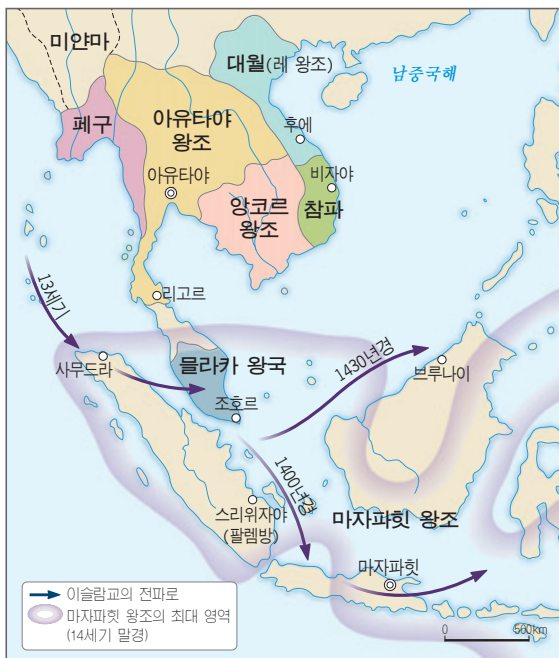 미얀마
대월(레 왕조)
남중국해
페구
아유타야
왕조
후에
아유타야
비자야
앙코르
왕조
참파
13세기
리고르
사무드라
믈라카 왕국
1430년경
브루나이
조호르
1400년경
스리위자야
(팔렘방)
마자파힛 왕조
마자파힛
이슬람교의 전파로
마자파힛 왕조의 최대 영역
(14세기 말경)
0 500km